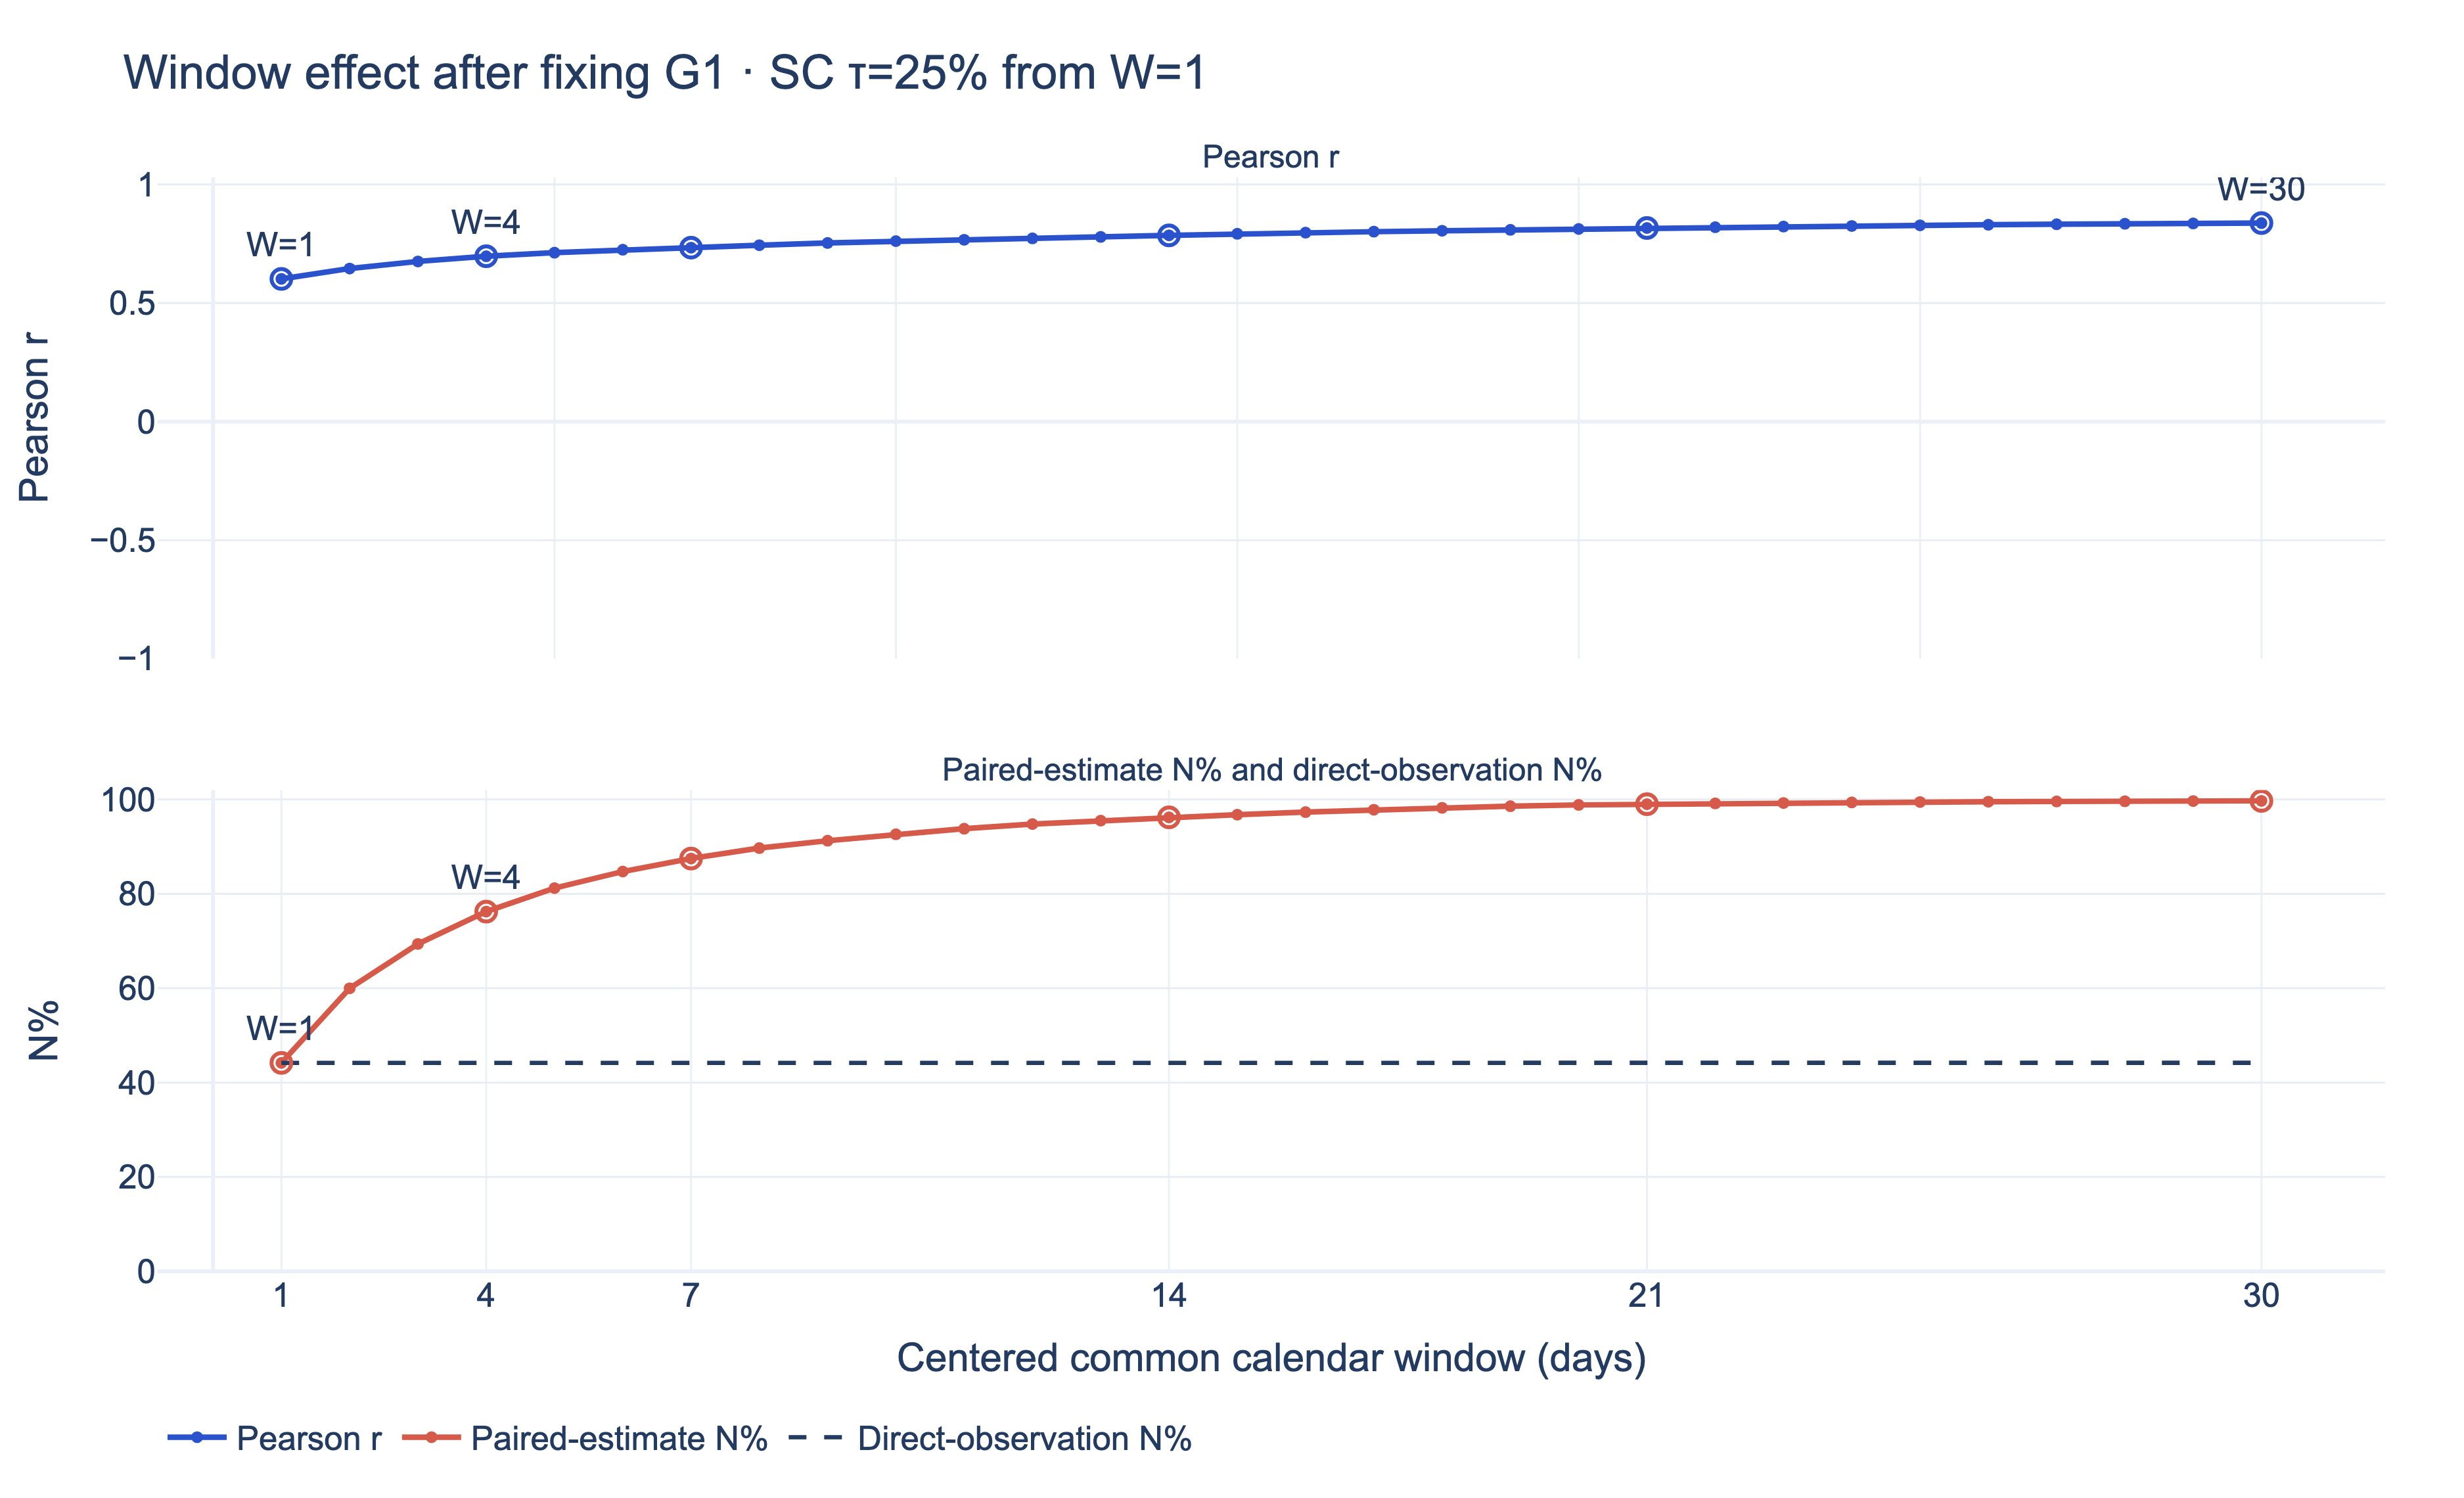 Window effect after fixing G1 · SC τ=25% from W=1
Pearson r
1
0.5
0
−0.5
−1
Pearson r
W=1
W=4
W=30
Paired-estimate N% and direct-observation N%
100
80
60
40
20
0
N%
W=1
W=4
1
4
7
14
21
30
Centered common calendar window (days)
Pearson r
Paired-estimate N%
Direct-observation N%